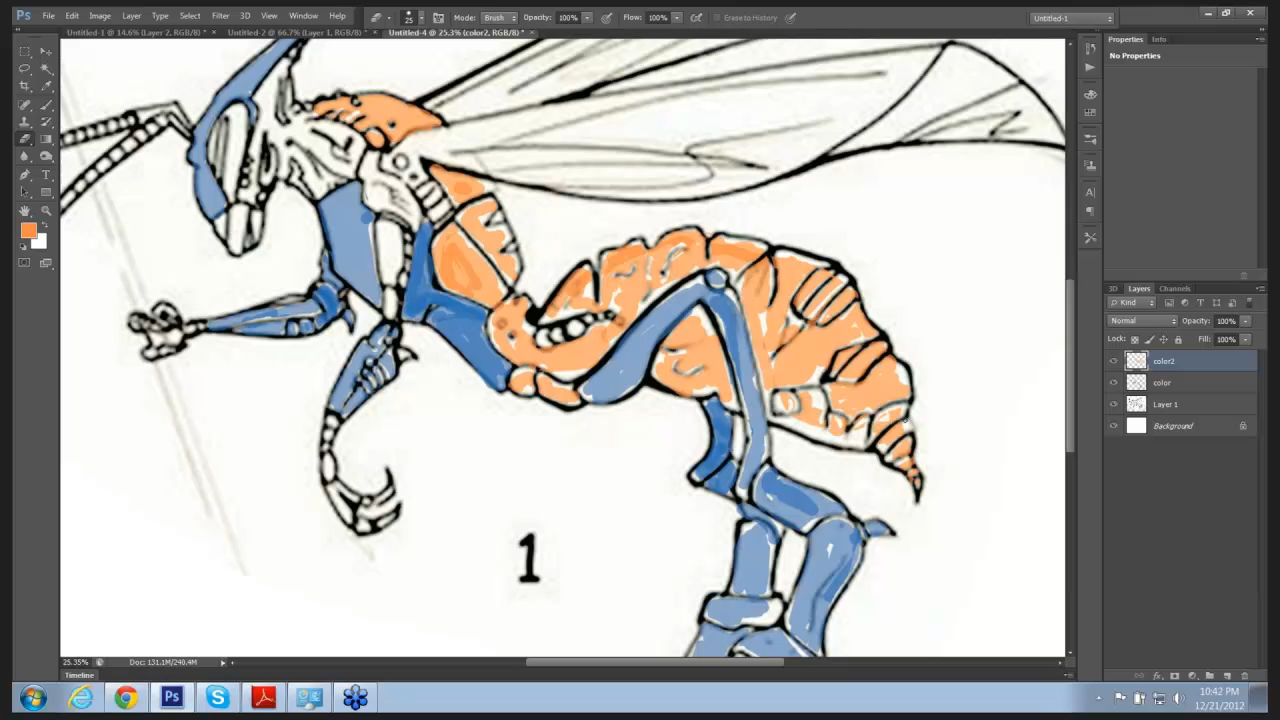 Ps File Edit Image Layer Type Select Filter 3D View Window Help
25 Mode: Brush Opacity: 100% Flow: 100% Erase to History Untitled-1
Untitled-1 @ 14.6% (Layer 2, RGB/8) * × Untitled-2 @ 66.7% (Layer 1, RGB/8) * × Untitled-4 @ 25.3% (color2, RGB/8) * ×
Properties Info
No Properties
3D Layers Channels
Kind
Normal Opacity: 100%
Lock: Fill: 100%
color2
color
Layer 1
Background
1
25.35% Doc: 131.1M/240.4M
Timeline
Ps
10:42 PM
12/21/2012